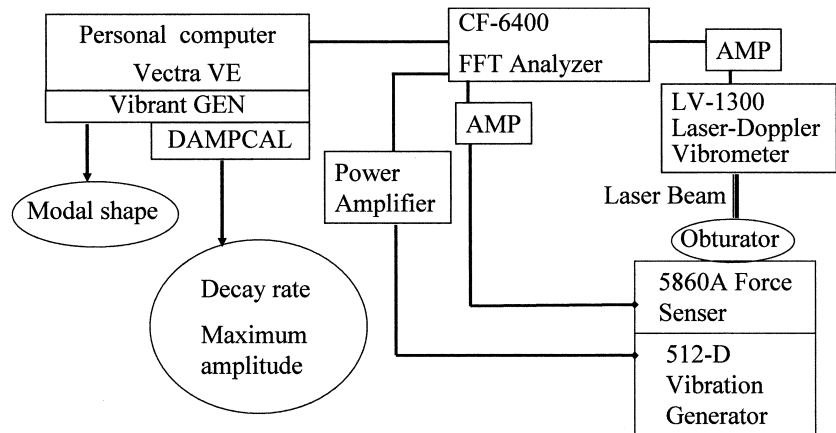 Personal computer
Vectra VE
Vibrant GEN
DAMPCAL
Modal shape
Decay rate
Maximum
amplitude
CF-6400
FFT Analyzer
AMP
Power
Amplifier
AMP
LV-1300
Laser-Doppler
Vibrometer
Laser Beam
Obturator
5860A Force
Senser
512-D
Vibration
Generator